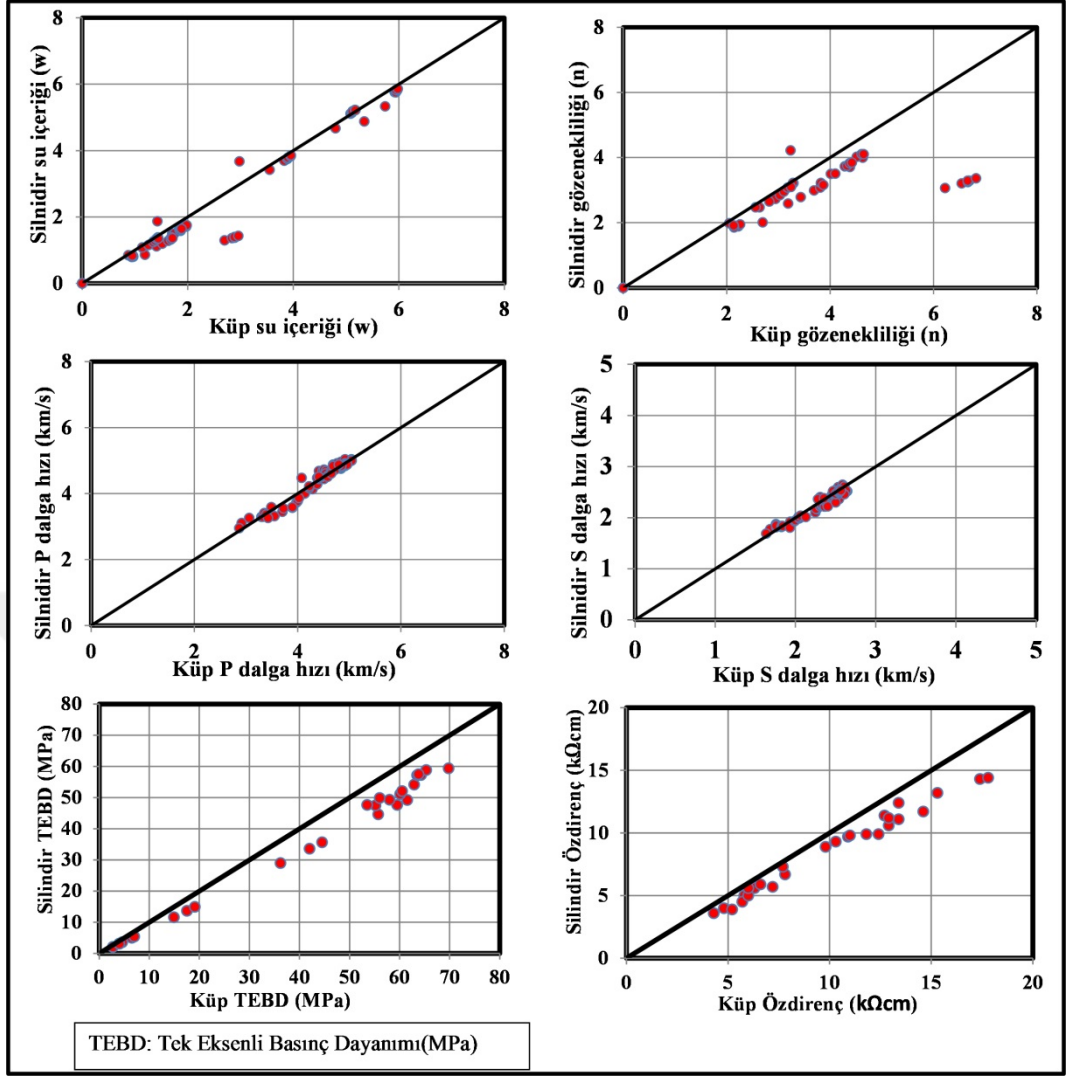 8
6
4
2
0
Silnidir su içeriği (w)
0 2 4 6 8
Küp su içeriği (w)
8
6
4
2
0
Silnidir gözenekliliği (n)
0 2 4 6 8
Küp gözenekliliği (n)
8
6
4
2
0
Silnidir P dalga hızı (km/s)
0 2 4 6 8
Küp P dalga hızı (km/s)
5
4
3
2
1
0
Silnidir S dalga hızı (km/s)
0 1 2 3 4 5
Küp S dalga hızı (km/s)
80
70
60
50
40
30
20
10
0
Silindir TEBD (MPa)
0 10 20 30 40 50 60 70 80
Küp TEBD (MPa)
20
15
10
5
0
Silindir Özdirenç (kΩcm)
0 5 10 15 20
Küp Özdirenç (kΩcm)
TEBD: Tek Eksenli Basınç Dayanımı(MPa)